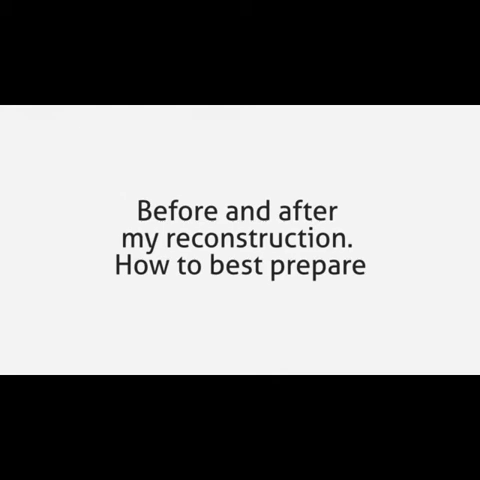 Before and after
my reconstruction.
How to best prepare